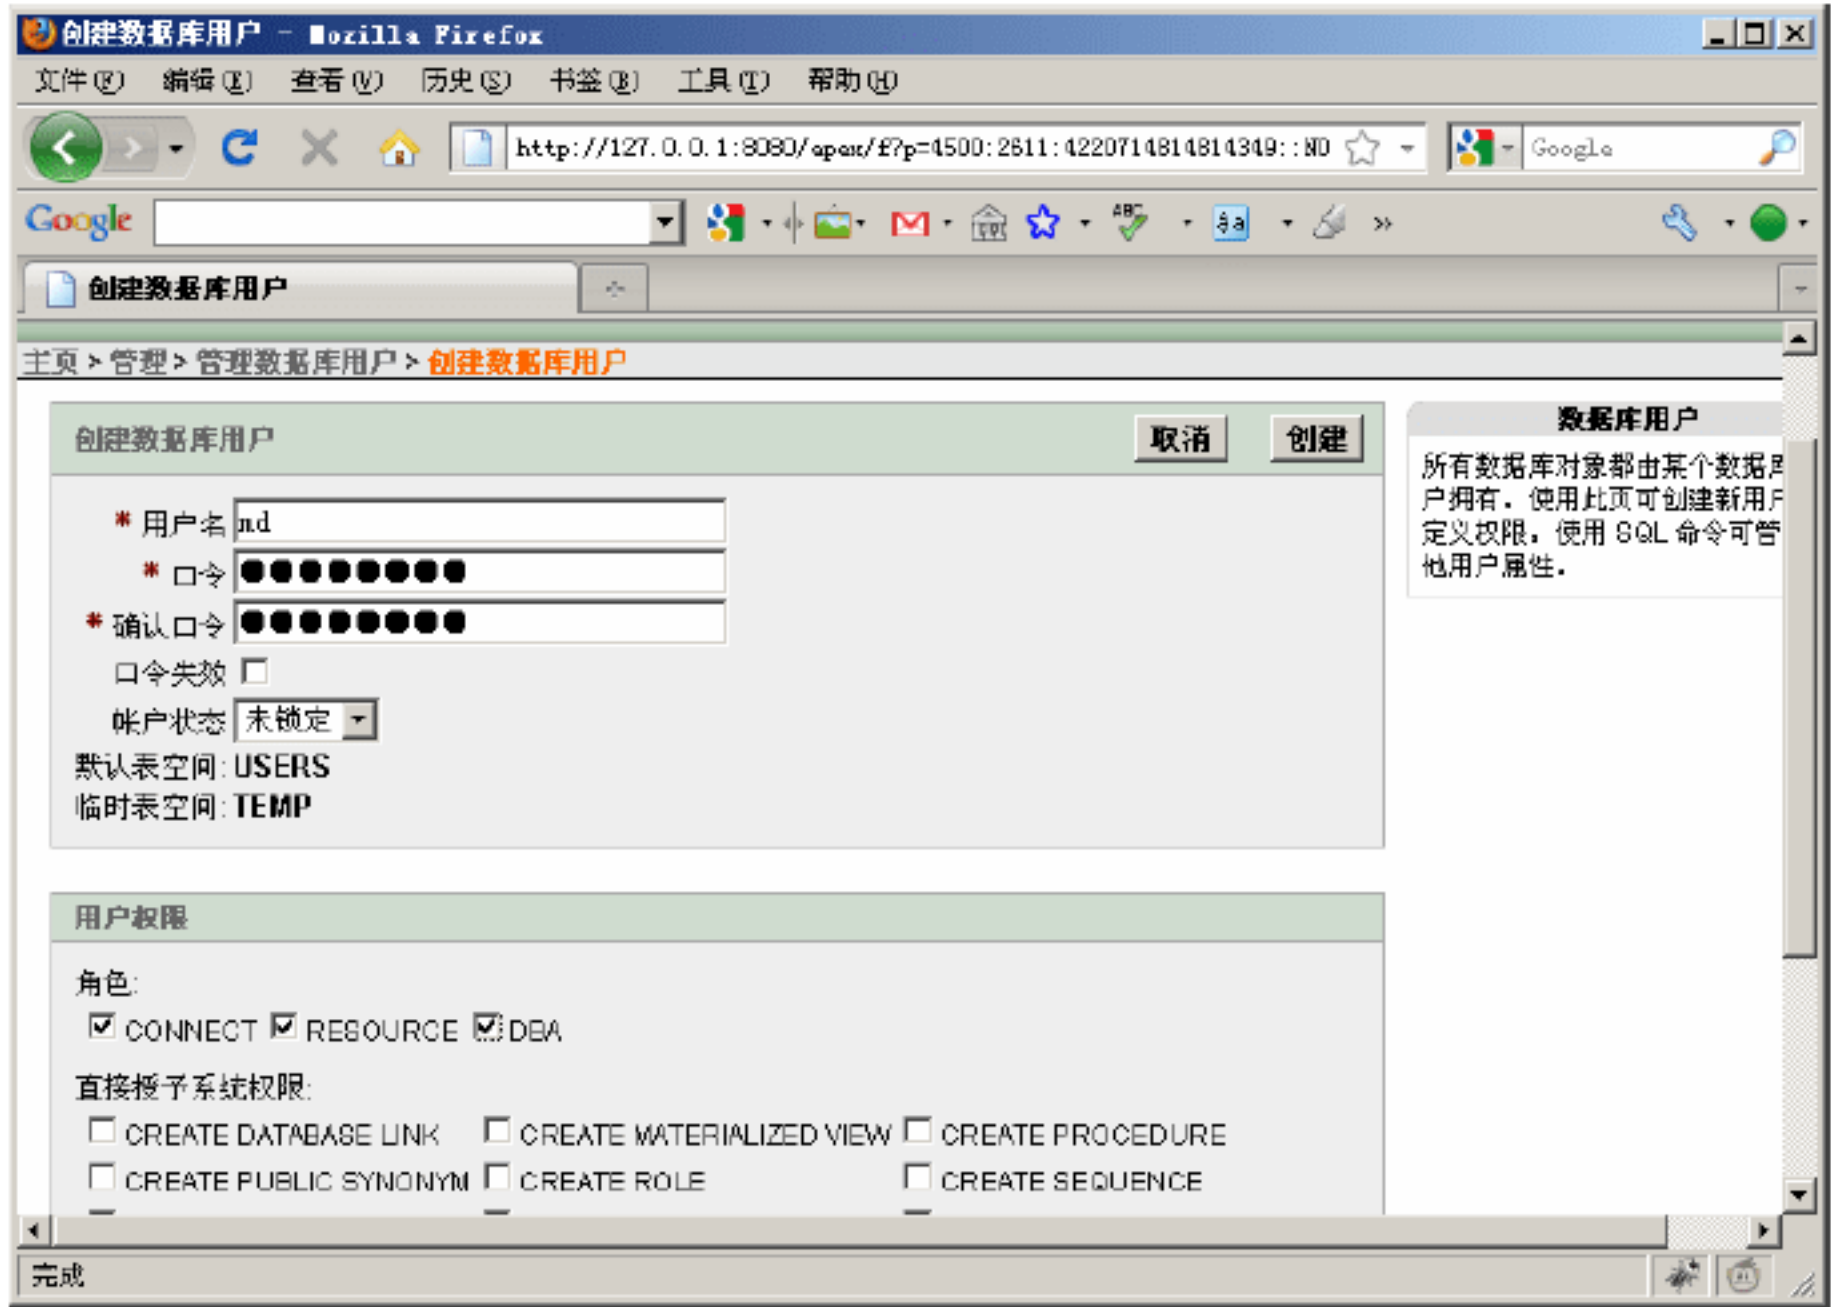 创建数据库用户 - Mozilla Firefox
文件(F) 编辑(E) 查看(V) 历史(S) 书签(B) 工具(T) 帮助(H)
http://127.0.0.1:8080/apex/f?p=4500:2611:4220714814814349::NO
Google
Google
创建数据库用户
主页 > 管理 > 管理数据库用户 > 创建数据库用户
创建数据库用户
取消
创建
* 用户名 md
* 口令 ●●●●●●●●
* 确认口令 ●●●●●●●●
口令失效
帐户状态 未锁定
默认表空间: USERS
临时表空间: TEMP
数据库用户
所有数据库对象都由某个数据库
户拥有。使用此页可创建新用户
定义权限。使用 SQL 命令可管
他用户属性。
用户权限
角色:
CONNECT RESOURCE DBA
直接授予系统权限:
CREATE DATABASE LINK CREATE MATERIALIZED VIEW CREATE PROCEDURE
CREATE PUBLIC SYNONYM CREATE ROLE CREATE SEQUENCE
完成